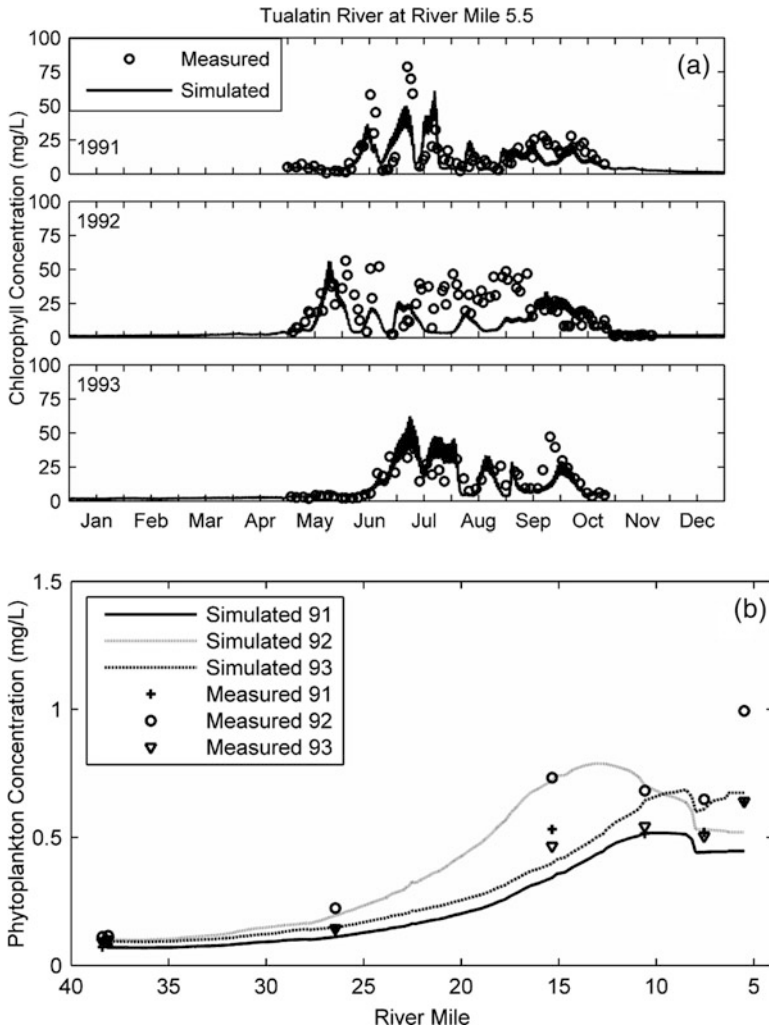 Tualatin River at River Mile 5.5
Chlorophyll Concentration (mg/L)
100
75
50
25
0
Measured
Simulated
(a)
1991
100
75
50
25
0
1992
100
75
50
25
0
1993
Jan Feb Mar Apr May Jun Jul Aug Sep Oct Nov Dec
Phytoplankton Concentration (mg/L)
1.5
1
0.5
0
Simulated 91
Simulated 92
Simulated 93
Measured 91
Measured 92
Measured 93
(b)
40 35 30 25 20 15 10 5
River Mile